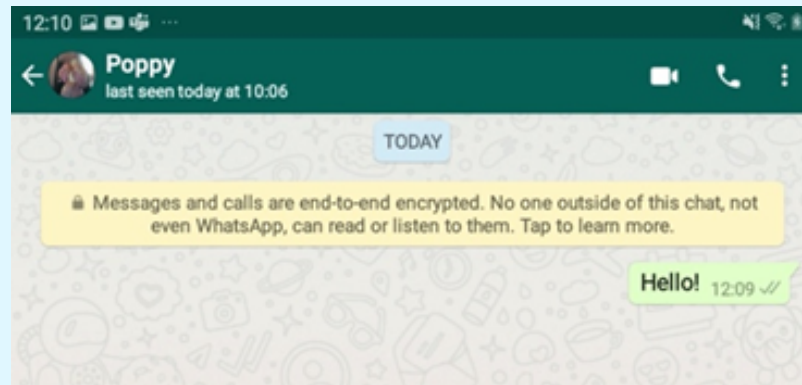 12:10
Poppy
last seen today at 10:06
TODAY
Messages and calls are end-to-end encrypted. No one outside of this chat, not
even WhatsApp, can read or listen to them. Tap to learn more.
Hello! 12:09